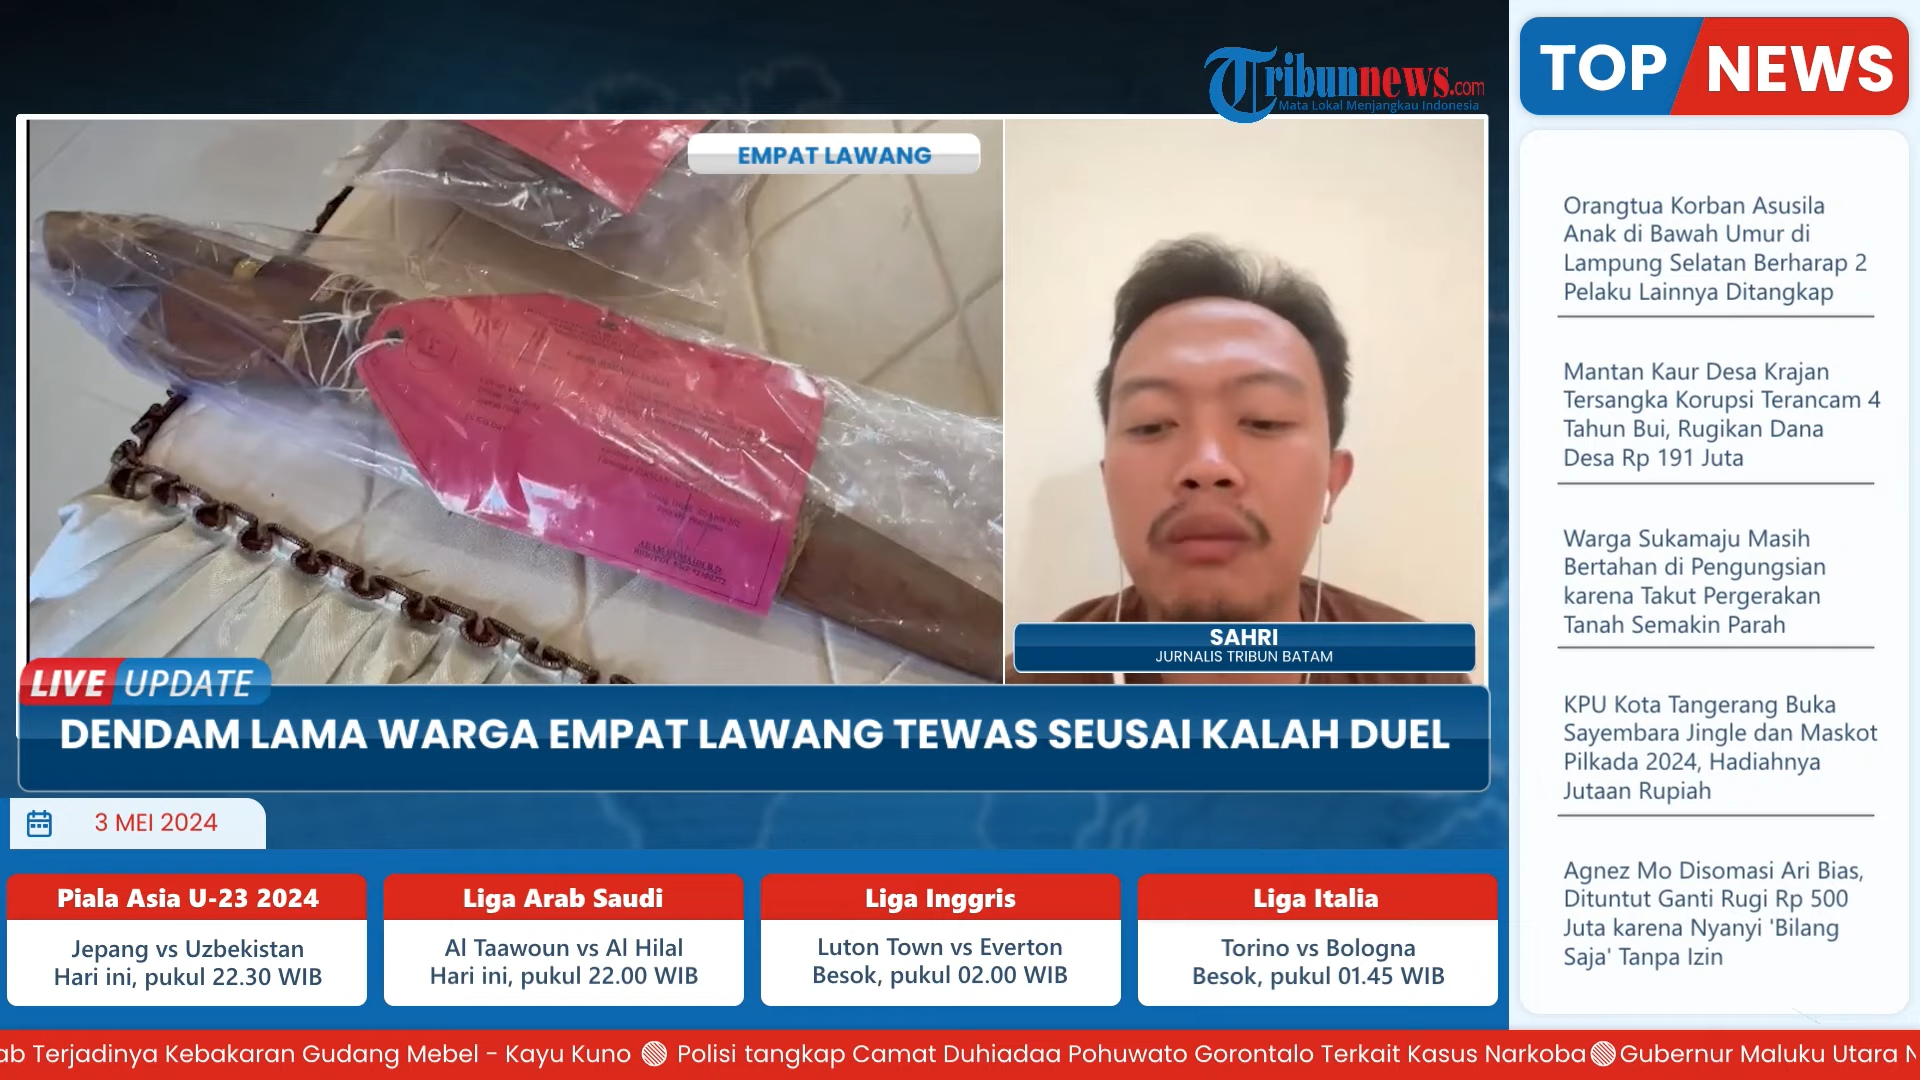 Tribunnews.com
Mata Lokal Menjangkau Indonesia
TOP NEWS
EMPAT LAWANG
SAHRI
JURNALIS TRIBUN BATAM
LIVE UPDATE
DENDAM LAMA WARGA EMPAT LAWANG TEWAS SEUSAI KALAH DUEL
3 MEI 2024
Piala Asia U-23 2024
Jepang vs Uzbekistan
Hari ini, pukul 22.30 WIB
Liga Arab Saudi
Al Taawoun vs Al Hilal
Hari ini, pukul 22.00 WIB
Liga Inggris
Luton Town vs Everton
Besok, pukul 02.00 WIB
Liga Italia
Torino vs Bologna
Besok, pukul 01.45 WIB
Orangtua Korban Asusila
Anak di Bawah Umur di
Lampung Selatan Berharap 2
Pelaku Lainnya Ditangkap
Mantan Kaur Desa Krajan
Tersangka Korupsi Terancam 4
Tahun Bui, Rugikan Dana
Desa Rp 191 Juta
Warga Sukamaju Masih
Bertahan di Pengungsian
karena Takut Pergerakan
Tanah Semakin Parah
KPU Kota Tangerang Buka
Sayembara Jingle dan Maskot
Pilkada 2024, Hadiahnya
Jutaan Rupiah
Agnez Mo Disomasi Ari Bias,
Dituntut Ganti Rugi Rp 500
Juta karena Nyanyi 'Bilang
Saja' Tanpa Izin
ab Terjadinya Kebakaran Gudang Mebel - Kayu Kuno Polisi tangkap Camat Duhiadaa Pohuwato Gorontalo Terkait Kasus Narkoba Gubernur Maluku Utara N